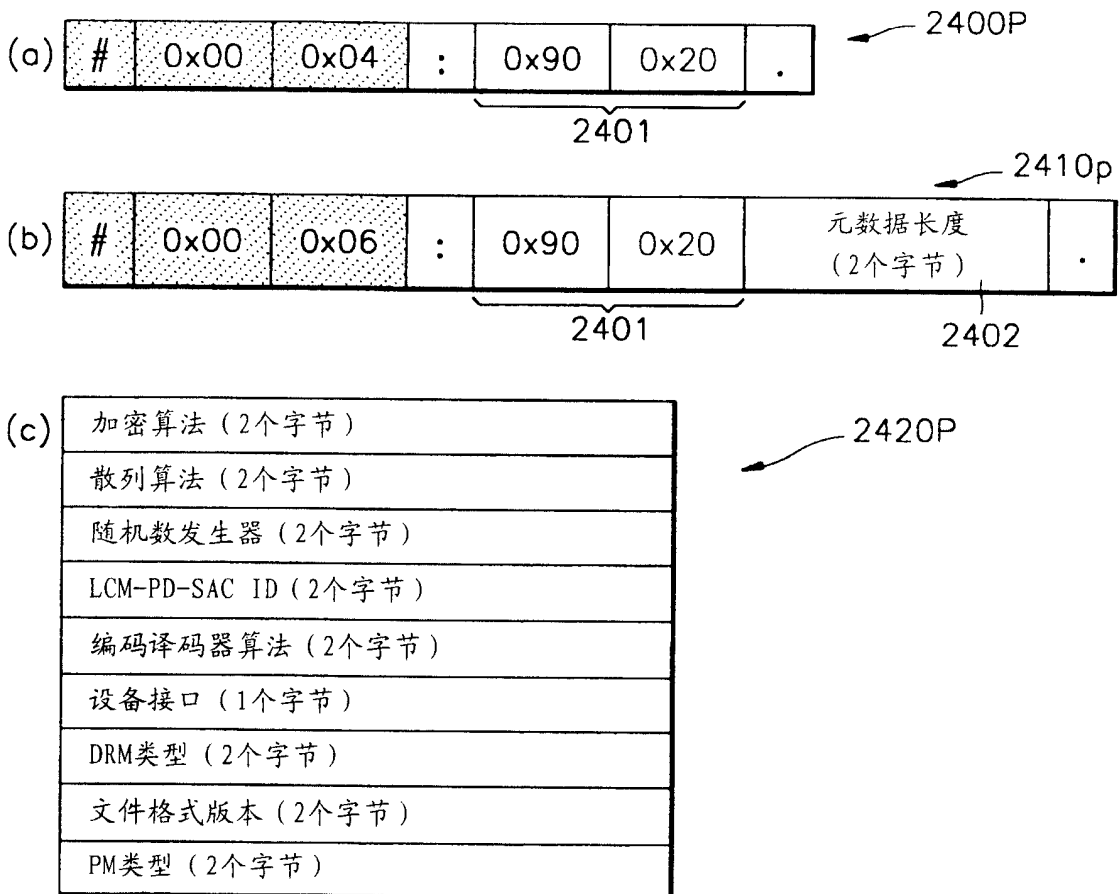 2400P
(a) # 0x00 0x04 : 0x90 0x20 .
2401
2410p
(b) # 0x00 0x06 : 0x90 0x20 元数据长度 (2个字节) .
2401 2402
(c) 加密算法 (2个字节)
2420P
散列算法 (2个字节)
随机数发生器 (2个字节)
LCM-PD-SAC ID (2个字节)
编码译码器算法 (2个字节)
设备接口 (1个字节)
DRM类型 (2个字节)
文件格式版本 (2个字节)
PM类型 (2个字节)